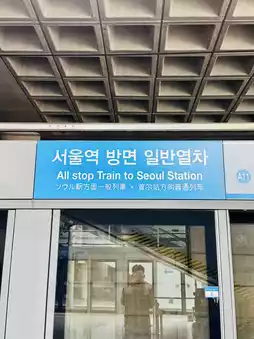 서울역 방면 일반열차
All stop Train to Seoul Station
ソウル駅方面一般列車 • 首尔站方向普通列车
A11